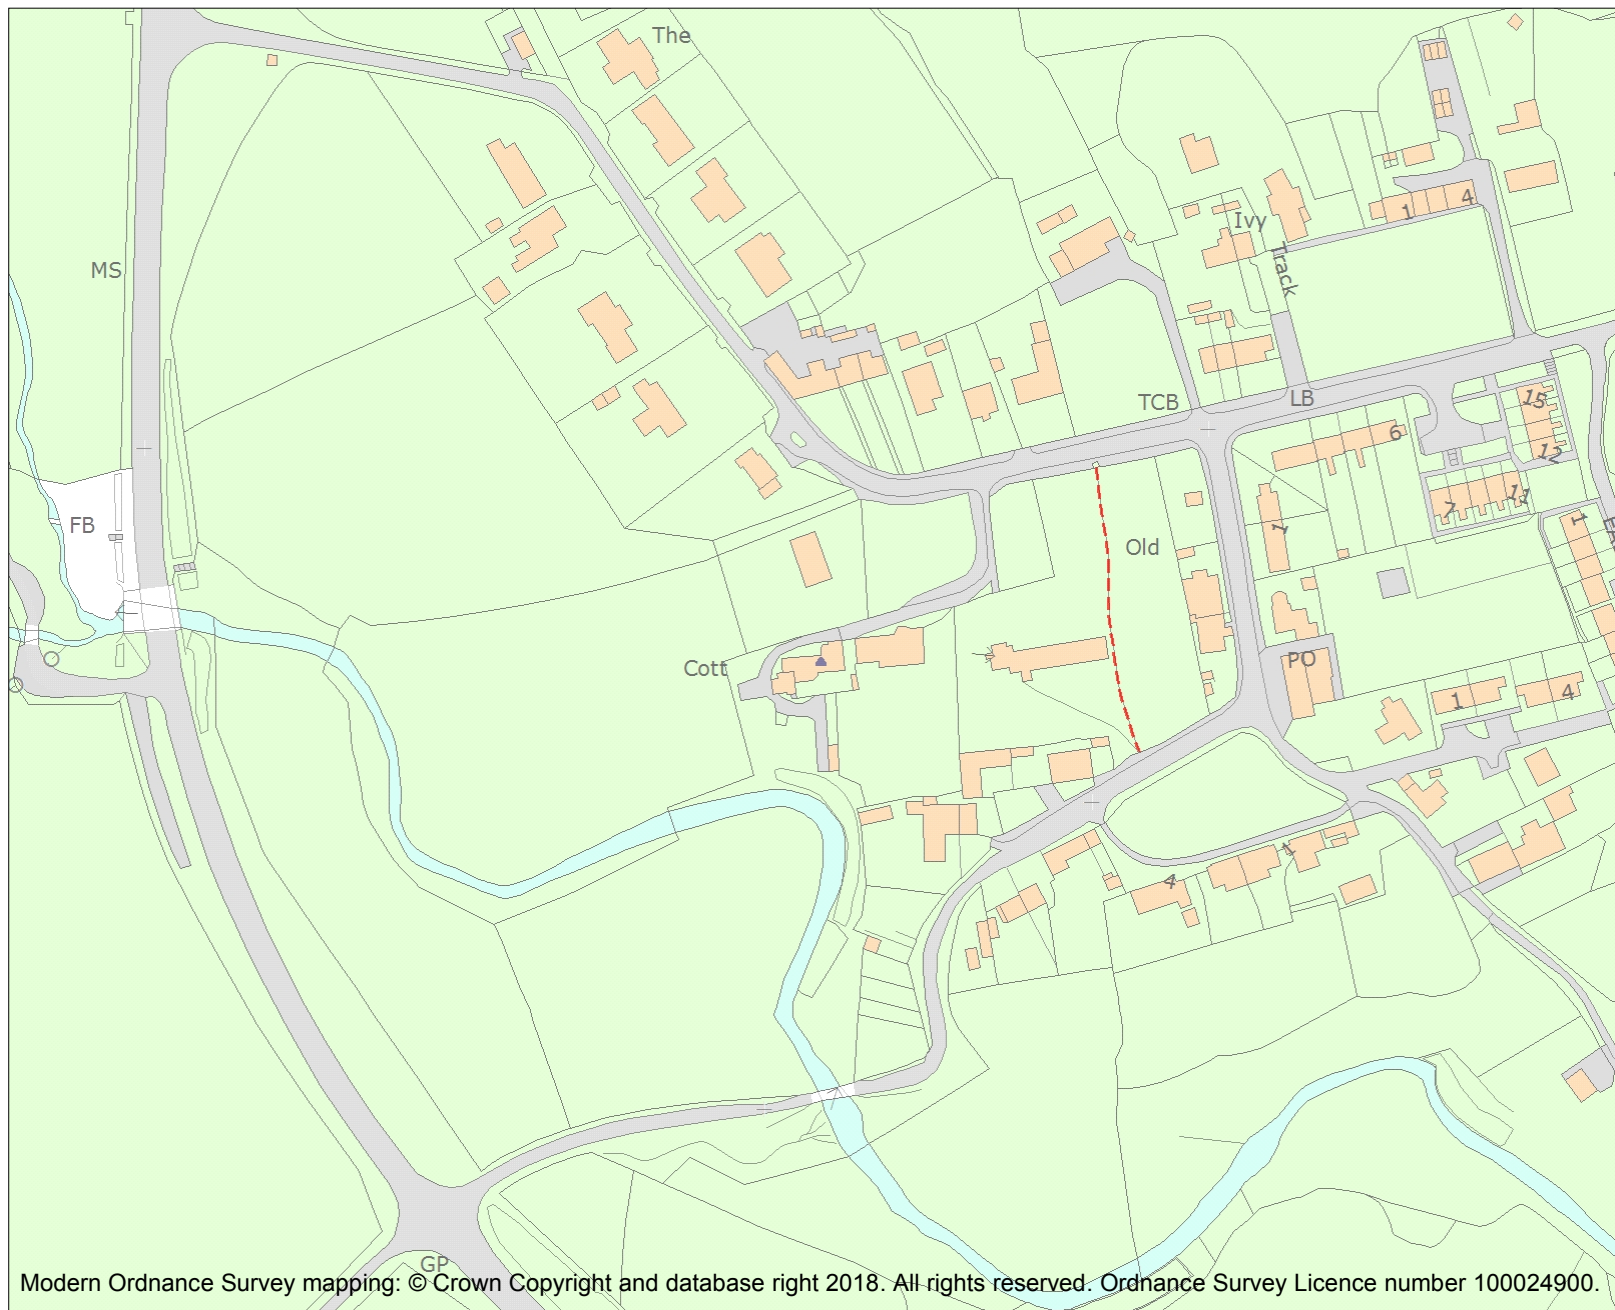 The
Ivy
1
4
MS
Track
TCB
LB
15
6
12
7
11
1
FB
1
Old
PO
Cott
1
4
1
4
GP
Modern Ordnance Survey mapping: © Crown Copyright and database right 2018. All rights reserved. Ordnance Survey Licence number 100024900.